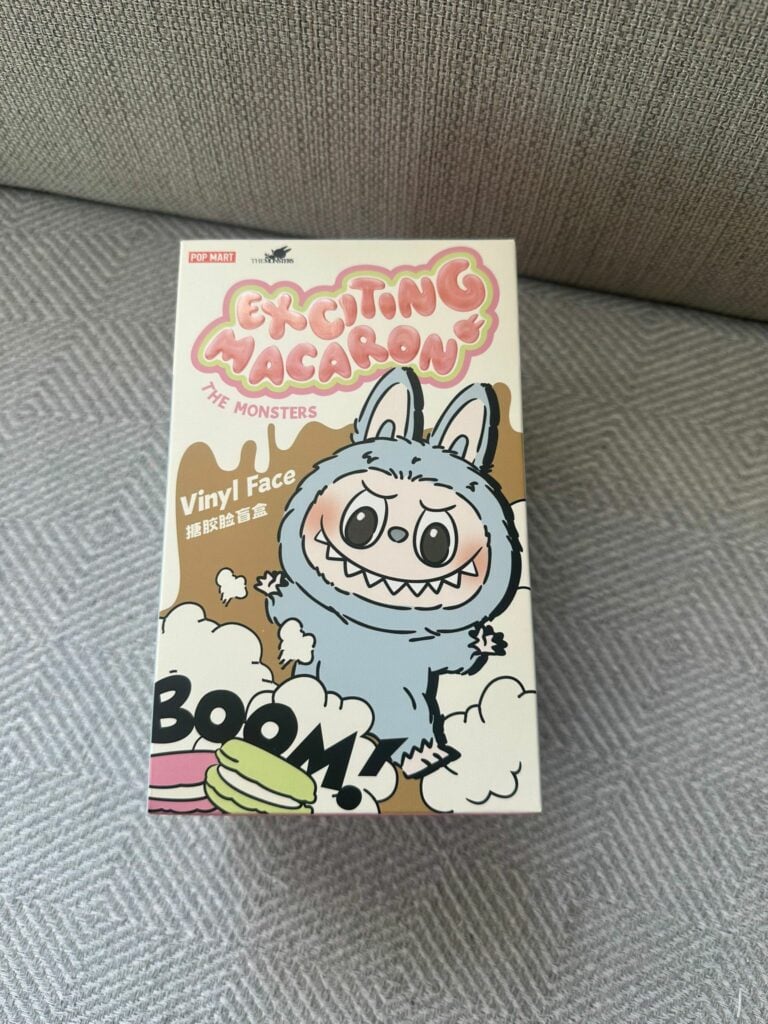 POP MART
THE MONSTERS
EXCITING
MACARON
THE MONSTERS
Vinyl Face
搪胶脸盲盒
BOOM!